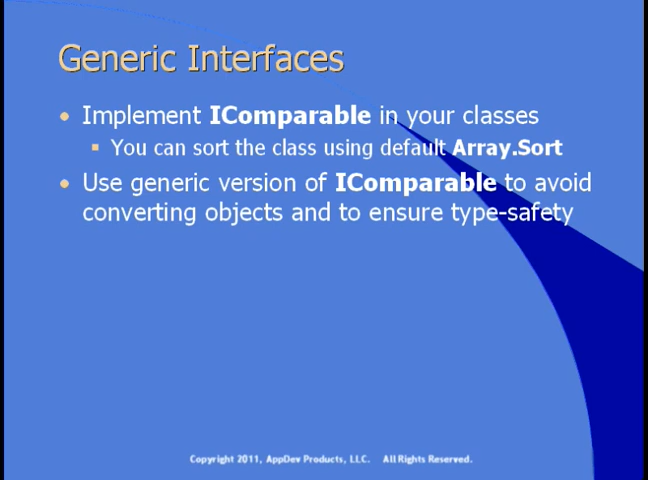 Generic Interfaces
• Implement IComparable in your classes
▪ You can sort the class using default Array.Sort
• Use generic version of IComparable to avoid
converting objects and to ensure type-safety
Copyright 2011, AppDev Products, LLC. All Rights Reserved.